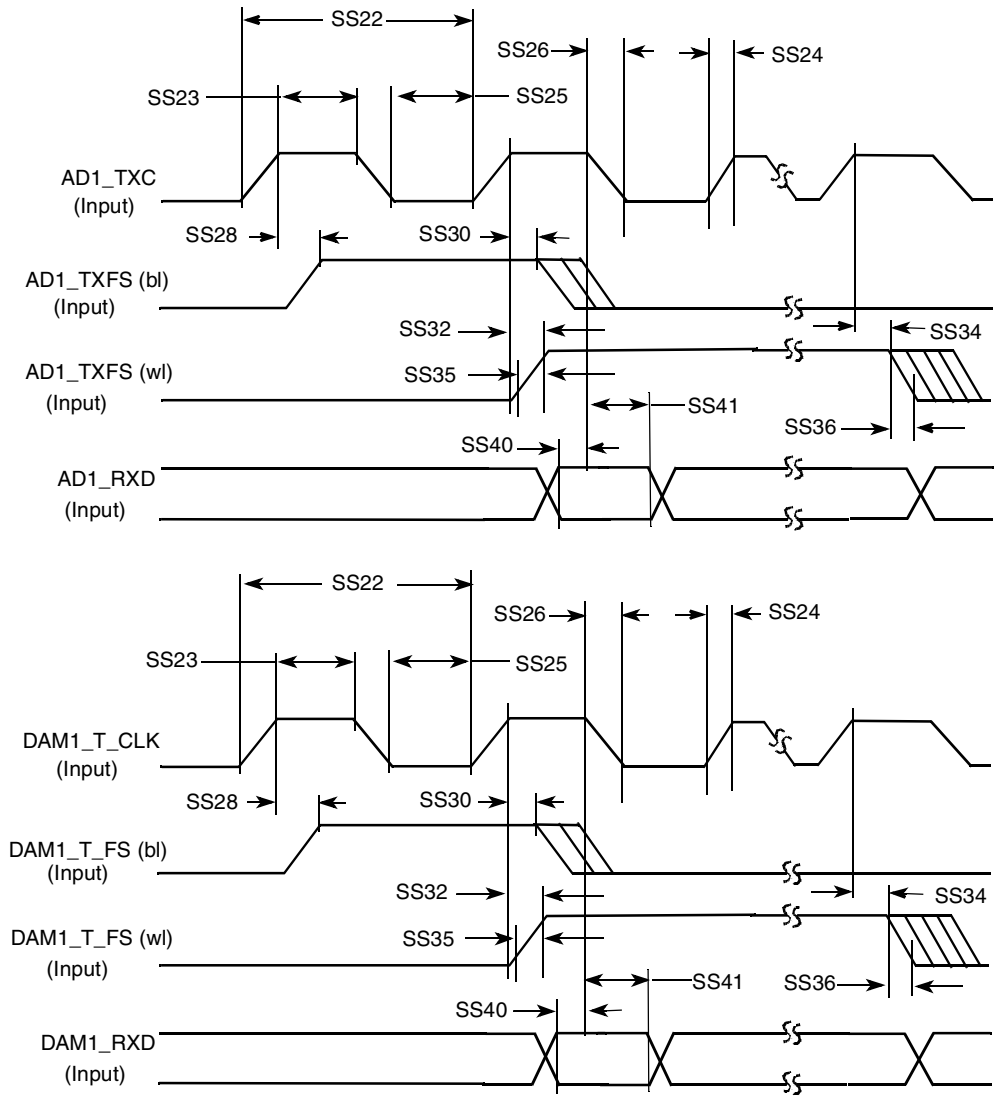 SS22
SS26
SS24
SS23
SS25
AD1_TXC
(Input)
SS28
SS30
AD1_TXFS (bl)
(Input)
SS32
SS34
SS35
AD1_TXFS (wl)
(Input)
SS41
SS36
SS40
AD1_RXD
(Input)
SS22
SS26
SS24
SS23
SS25
DAM1_T_CLK
(Input)
SS28
SS30
DAM1_T_FS (bl)
(Input)
SS32
SS34
SS35
DAM1_T_FS (wl)
(Input)
SS41
SS36
SS40
DAM1_RXD
(Input)